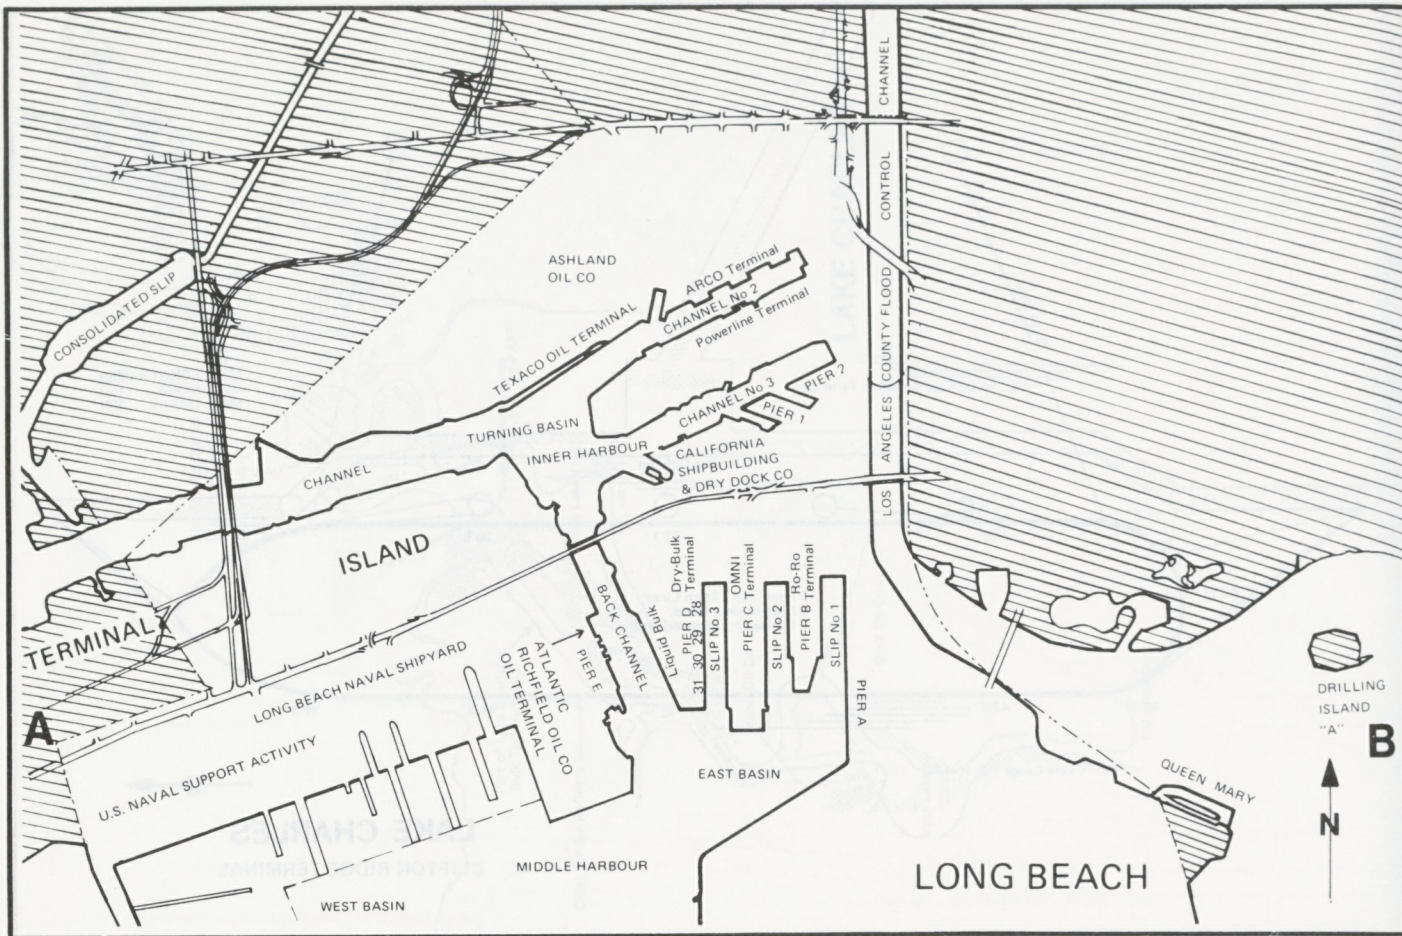 CHANNEL
CONTROL
COUNTY FLOOD
LOS ANGELES
CONSOLIDATED SLIP
ASHLAND
OIL CO
ARCO Terminal
CHANNEL No 2
Powerline Terminal
TEXACO OIL TERMINAL
CHANNEL No 3
PIER 2
PIER 1
TURNING BASIN
INNER HARBOUR
CALIFORNIA
SHIPBUILDING
& DRY DOCK CO
CHANNEL
TERMINAL
ISLAND
BACK CHANNEL
Liquid Bulk
Dry-Bulk
Terminal
PIER D
31 30 29 28
SLIP No 3
OMNI
Terminal
PIER C
SLIP No 2
Ro-Ro
Terminal
PIER B
SLIP No 1
PIER A
PIER E
ATLANTIC
RICHFIELD OIL CO
OIL TERMINAL
LONG BEACH NAVAL SHIPYARD
U.S. NAVAL SUPPORT ACTIVITY
A
EAST BASIN
MIDDLE HARBOUR
WEST BASIN
LONG BEACH
QUEEN MARY
DRILLING
ISLAND
"A"
B
N
LAKE CHARLES
CLIFTON RIDGE TERMINAL